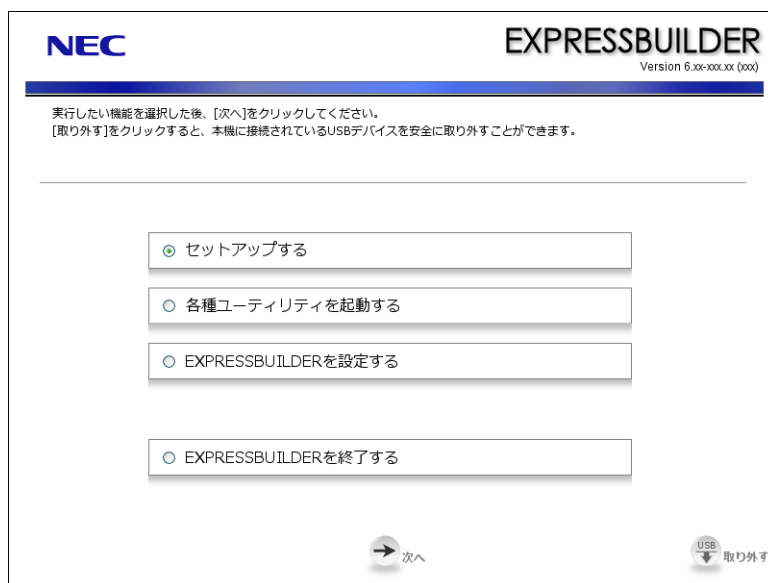 NEC
EXPRESSBUILDER
Version 6.xx-xxx.xx (xxx)
実行したい機能を選択した後、[次へ]をクリックしてください。
[取り外す]をクリックすると、本機に接続されているUSBデバイスを安全に取り外すことができます。
セットアップする
各種ユーティリティを起動する
EXPRESSBUILDERを設定する
EXPRESSBUILDERを終了する
次へ
USB
取り外す